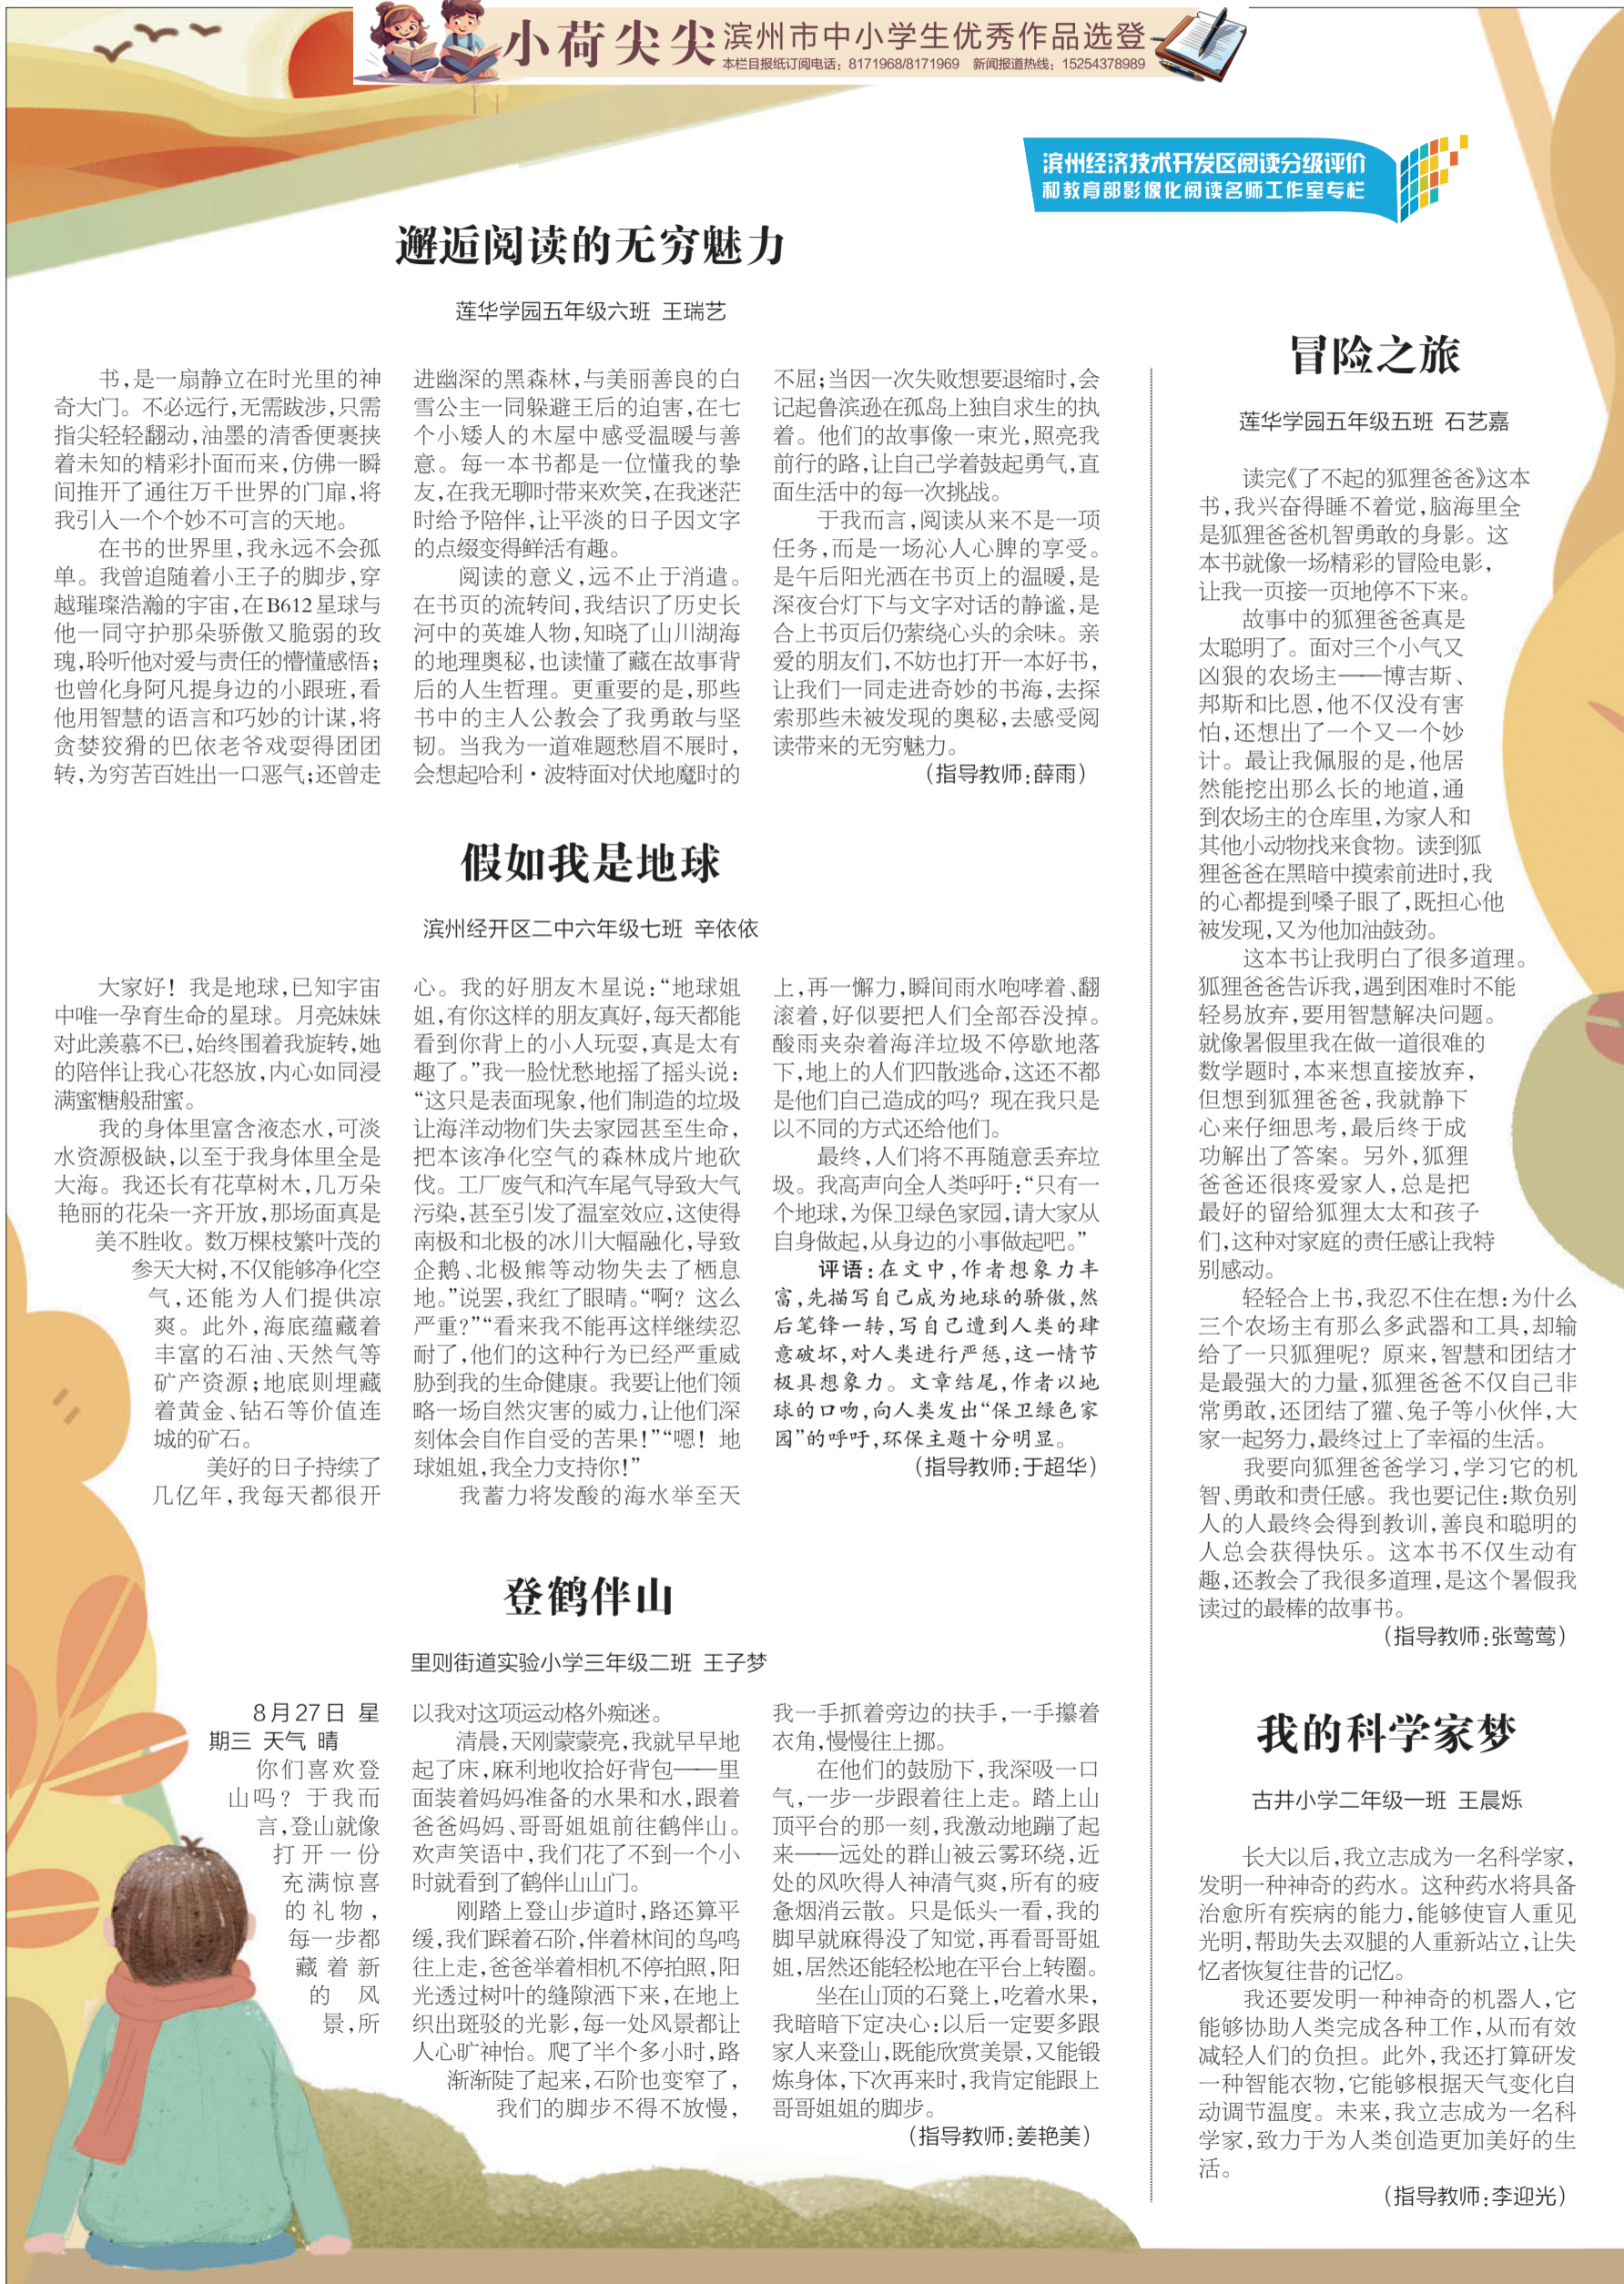 小荷尖尖
滨州市中小学生优秀作品选登
本栏目报纸订阅电话：8171968/8171969 新闻报道热线：15254378989
滨州经济技术开发区阅读分级评价
和教育部影像化阅读名师工作室专栏
邂逅阅读的无穷魅力
莲华学园五年级六班 王瑞艺
书，是一扇静立在时光里的神
奇大门。不必远行，无需跋涉，只需
指尖轻轻翻动，油墨的清香便裹挟
着未知的精彩扑面而来，仿佛一瞬
间推开了通往万千世界的门扉，将
我引入一个个妙不可言的天地。
在书的世界里，我永远不会孤
单。我曾追随着小王子的脚步，穿
越璀璨浩瀚的宇宙，在B612星球与
他一同守护那朵骄傲又脆弱的玫
瑰，聆听他对爱与责任的懵懂感悟；
也曾化身阿凡提身边的小跟班，看
他用智慧的语言和巧妙的计谋，将
贪婪狡猾的巴依老爷戏耍得团团
转，为穷苦百姓出一口恶气；还曾走
进幽深的黑森林，与美丽善良的白
雪公主一同躲避王后的迫害，在七
个小矮人的木屋中感受温暖与善
意。每一本书都是一位懂我的挚
友，在我无聊时带来欢笑，在我迷茫
时给予陪伴，让平淡的日子因文字
的点缀变得鲜活有趣。
阅读的意义，远不止于消遣。
在书页的流转间，我结识了历史长
河中的英雄人物，知晓了山川湖海
的地理奥秘，也读懂了藏在故事背
后的人生哲理。更重要的是，那些
书中的主人公教会了我勇敢与坚
韧。当我为一道难题愁眉不展时，
会想起哈利·波特面对伏地魔时的
不屈；当因一次失败想要退缩时，会
记起鲁滨逊在孤岛上独自求生的执
着。他们的故事像一束光，照亮我
前行的路，让自己学着鼓起勇气，直
面生活中的每一次挑战。
于我而言，阅读从来不是一项
任务，而是一场沁人心脾的享受。
是午后阳光洒在书页上的温暖，是
深夜台灯下与文字对话的静谧，是
合上书页后仍萦绕心头的余味。亲
爱的朋友们，不妨也打开一本好书，
让我们一同走进奇妙的书海，去探
索那些未被发现的奥秘，去感受阅
读带来的无穷魅力。
（指导教师：薛雨）
假如我是地球
滨州经开区二中六年级七班 辛依依
大家好！我是地球，已知宇宙
中唯一孕育生命的星球。月亮妹妹
对此羡慕不已，始终围着我旋转，她
的陪伴让我心花怒放，内心如同浸
满蜜糖般甜蜜。
我的身体里富含液态水，可淡
水资源极缺，以至于我身体里全是
大海。我还长有花草树木，几万朵
艳丽的花朵一齐开放，那场面真是
美不胜收。数万棵枝繁叶茂的
参天大树，不仅能够净化空
气，还能为人们提供凉
爽。此外，海底蕴藏着
丰富的石油、天然气等
矿产资源；地底则埋藏
着黄金、钻石等价值连
城的矿石。
美好的日子持续了
几亿年，我每天都很开
心。我的好朋友木星说：“地球姐
姐，有你这样的朋友真好，每天都能
看到你背上的小人玩耍，真是太有
趣了。”我一脸忧愁地摇了摇头说：
“这只是表面现象，他们制造的垃圾
让海洋动物们失去家园甚至生命，
把本该净化空气的森林成片地砍
伐。工厂废气和汽车尾气导致大气
污染，甚至引发了温室效应，这使得
南极和北极的冰川大幅融化，导致
企鹅、北极熊等动物失去了栖息
地。”说罢，我红了眼睛。“啊？这么
严重？”“看来我不能再这样继续忍
耐了，他们的这种行为已经严重威
胁到我的生命健康。我要让他们领
略一场自然灾害的威力，让他们深
刻体会自作自受的苦果！”“嗯！地
球姐姐，我全力支持你！”
我蓄力将发酸的海水举至天
上，再一懈力，瞬间雨水咆哮着、翻
滚着，好似要把人们全部吞没掉。
酸雨夹杂着海洋垃圾不停歇地落
下，地上的人们四散逃命，这还不都
是他们自己造成的吗？现在我只是
以不同的方式还给他们。
最终，人们将不再随意丢弃垃
圾。我高声向全人类呼吁：“只有一
个地球，为保卫绿色家园，请大家从
自身做起，从身边的小事做起吧。”
评语：在文中，作者想象力丰
富，先描写自己成为地球的骄傲，然
后笔锋一转，写自己遭到人类的肆
意破坏，对人类进行严惩，这一情节
极具想象力。文章结尾，作者以地
球的口吻，向人类发出“保卫绿色家
园”的呼吁，环保主题十分明显。
（指导教师：于超华）
登鹤伴山
里则街道实验小学三年级二班 王子梦
8月27日 星
期三 天气 晴
你们喜欢登
山吗？于我而
言，登山就像
打开一份
充满惊喜
的礼物，
每一步都
藏着新
的风
景，所
以我对这项运动格外痴迷。
清晨，天刚蒙蒙亮，我就早早地
起了床，麻利地收拾好背包——里
面装着妈妈准备的水果和水，跟着
爸爸妈妈、哥哥姐姐前往鹤伴山。
欢声笑语中，我们花了不到一个小
时就看到了鹤伴山山门。
刚踏上登山步道时，路还算平
缓，我们踩着石阶，伴着林间的鸟鸣
往上走，爸爸举着相机不停拍照，阳
光透过树叶的缝隙洒下来，在地上
织出斑驳的光影，每一处风景都让
人心旷神怡。爬了半个多小时，路
渐渐陡了起来，石阶也变窄了，
我们的脚步不得不放慢，
我一手抓着旁边的扶手，一手攥着
衣角，慢慢往上挪。
在他们的鼓励下，我深吸一口
气，一步一步跟着往上走。踏上山
顶平台的那一刻，我激动地蹦了起
来——远处的群山被云雾环绕，近
处的风吹得人神清气爽，所有的疲
惫烟消云散。只是低头一看，我的
脚早就麻得没了知觉，再看哥哥姐
姐，居然还能轻松地在平台上转圈。
坐在山顶的石凳上，吃着水果，
我暗暗下定决心：以后一定要多跟
家人来登山，既能欣赏美景，又能锻
炼身体，下次再来时，我肯定能跟上
哥哥姐姐的脚步。
（指导教师：姜艳美）
冒险之旅
莲华学园五年级五班 石艺嘉
读完《了不起的狐狸爸爸》这本
书，我兴奋得睡不着觉，脑海里全
是狐狸爸爸机智勇敢的身影。这
本书就像一场精彩的冒险电影，
让我一页接一页地停不下来。
故事中的狐狸爸爸真是
太聪明了。面对三个小气又
凶狠的农场主——博吉斯、
邦斯和比恩，他不仅没有害
怕，还想出了一个又一个妙
计。最让我佩服的是，他居
然能挖出那么长的地道，通
到农场主的仓库里，为家人和
其他小动物找来食物。读到狐
狸爸爸在黑暗中摸索前进时，我
的心都提到嗓子眼了，既担心他
被发现，又为他加油鼓劲。
这本书让我明白了很多道理。
狐狸爸爸告诉我，遇到困难时不能
轻易放弃，要用智慧解决问题。
就像暑假里我在做一道很难的
数学题时，本来想直接放弃，
但想到狐狸爸爸，我就静下
心来仔细思考，最后终于成
功解出了答案。另外，狐狸
爸爸还很疼爱家人，总是把
最好的留给狐狸太太和孩子
们，这种对家庭的责任感让我特
别感动。
轻轻合上书，我忍不住在想：为什么
三个农场主有那么多武器和工具，却输
给了一只狐狸呢？原来，智慧和团结才
是最强大的力量，狐狸爸爸不仅自己非
常勇敢，还团结了獾、兔子等小伙伴，大
家一起努力，最终过上了幸福的生活。
我要向狐狸爸爸学习，学习它的机
智、勇敢和责任感。我也要记住：欺负别
人的人最终会得到教训，善良和聪明的
人总会获得快乐。这本书不仅生动有
趣，还教会了我很多道理，是这个暑假我
读过的最棒的故事书。
（指导教师：张莺莺）
我的科学家梦
古井小学二年级一班 王晨烁
长大以后，我立志成为一名科学家，
发明一种神奇的药水。这种药水将具备
治愈所有疾病的能力，能够使盲人重见
光明，帮助失去双腿的人重新站立，让失
忆者恢复往昔的记忆。
我还要发明一种神奇的机器人，它
能够协助人类完成各种工作，从而有效
减轻人们的负担。此外，我还打算研发
一种智能衣物，它能够根据天气变化自
动调节温度。未来，我立志成为一名科
学家，致力于为人类创造更加美好的生
活。
（指导教师：李迎光）